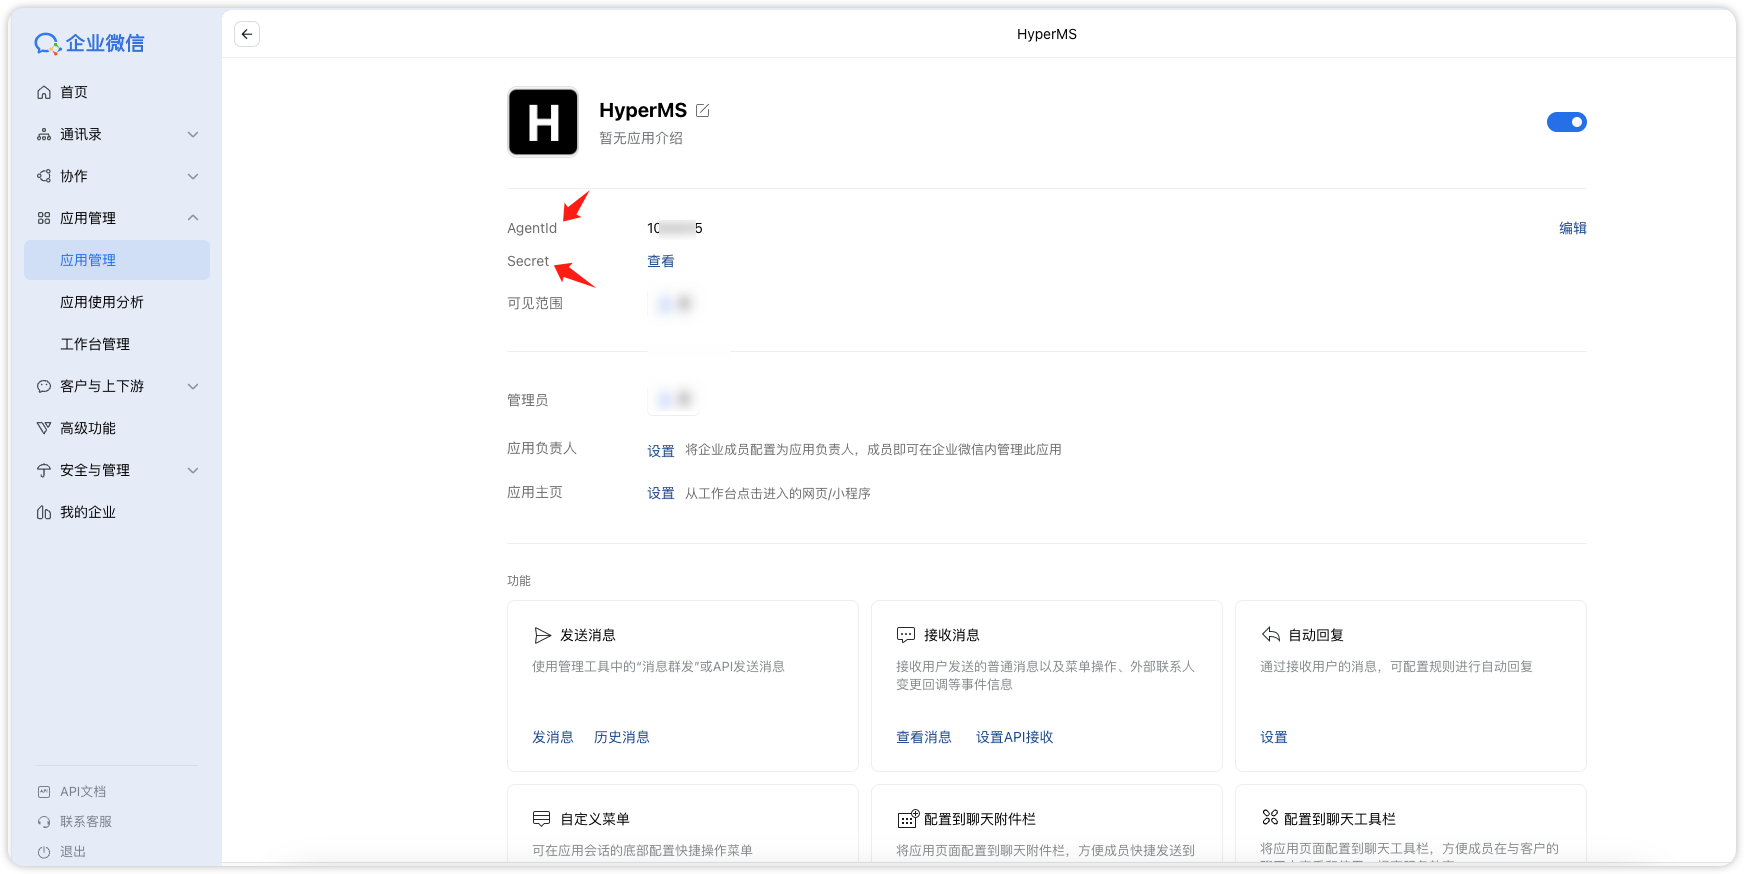 企业微信
首页
通讯录
协作
应用管理
应用管理
应用使用分析
工作台管理
客户与上下游
高级功能
安全与管理
我的企业
API文档
联系客服
退出
HyperMS
H
HyperMS
暂无应用介绍
AgentId
编辑
Secret 查看
可见范围
管理员
应用负责人 设置 将企业成员配置为应用负责人，成员即可在企业微信内管理此应用
应用主页 设置 从工作台点击进入的网页/小程序
功能
发送消息
使用管理工具中的“消息群发”或API发送消息
发消息 历史消息
接收消息
接收用户发送的普通消息以及菜单操作、外部联系人
变更回调等事件信息
查看消息 设置API接收
自动回复
通过接收用户的消息，可配置规则进行自动回复
设置
自定义菜单
可在应用会话的底部配置快捷操作菜单
配置到聊天附件栏
将应用页面配置到聊天附件栏，方便成员快捷发送到
配置到聊天工具栏
将应用页面配置到聊天工具栏，方便成员在与客户的